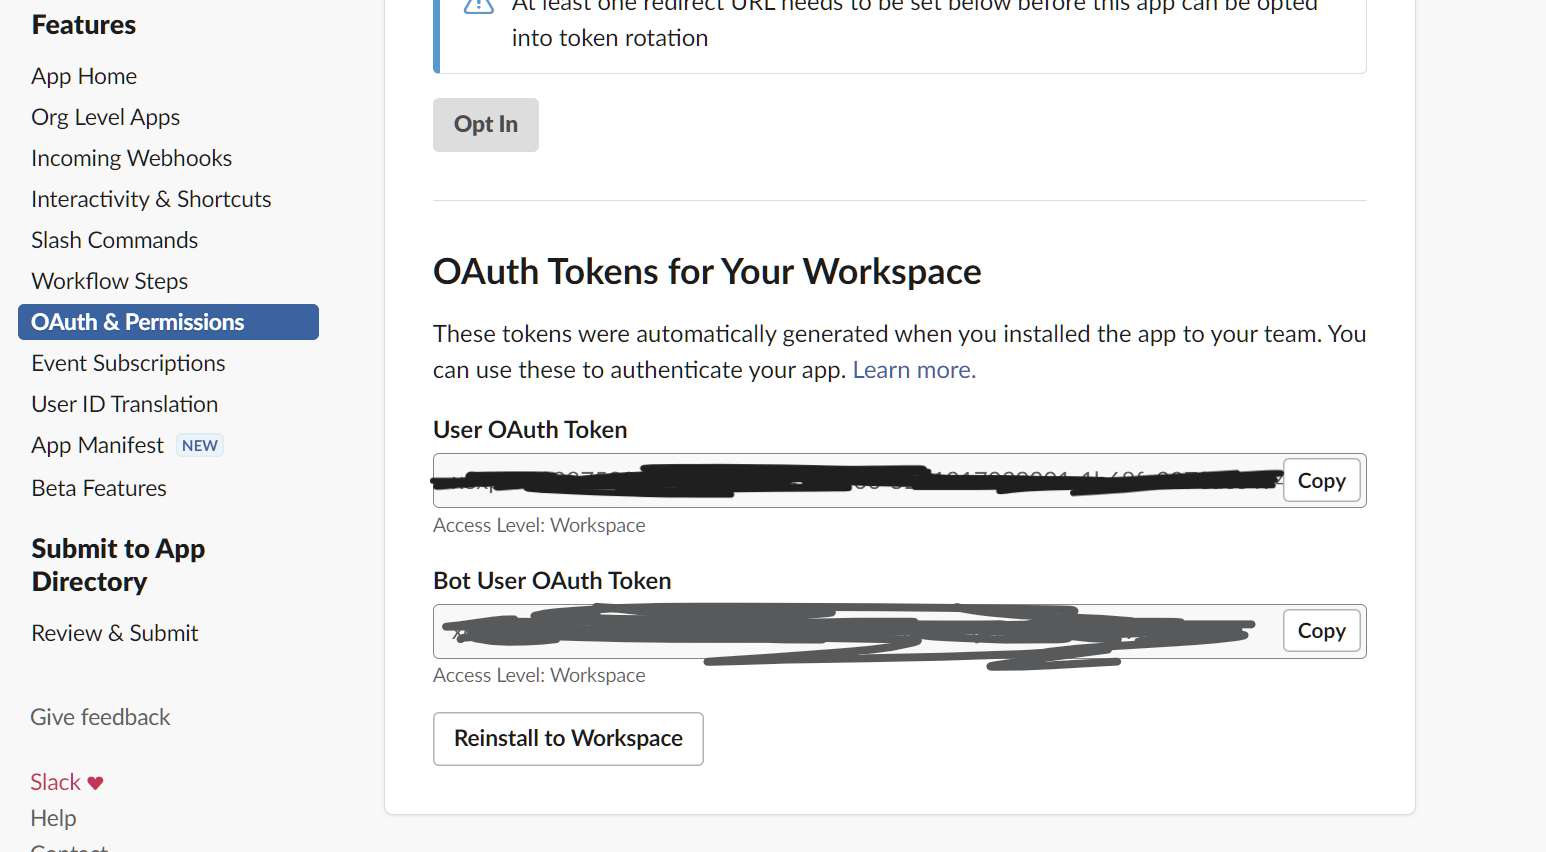 Features
App Home
Org Level Apps
Incoming Webhooks
Interactivity & Shortcuts
Slash Commands
Workflow Steps
OAuth & Permissions
Event Subscriptions
User ID Translation
App Manifest NEW
Beta Features
Submit to App
Directory
Review & Submit
Give feedback
Slack
Help
Contact
At least one redirect URL needs to be set below before this app can be opted
into token rotation
Opt In
OAuth Tokens for Your Workspace
These tokens were automatically generated when you installed the app to your team. You
can use these to authenticate your app. Learn more.
User OAuth Token
Copy
Access Level: Workspace
Bot User OAuth Token
Copy
Access Level: Workspace
Reinstall to Workspace